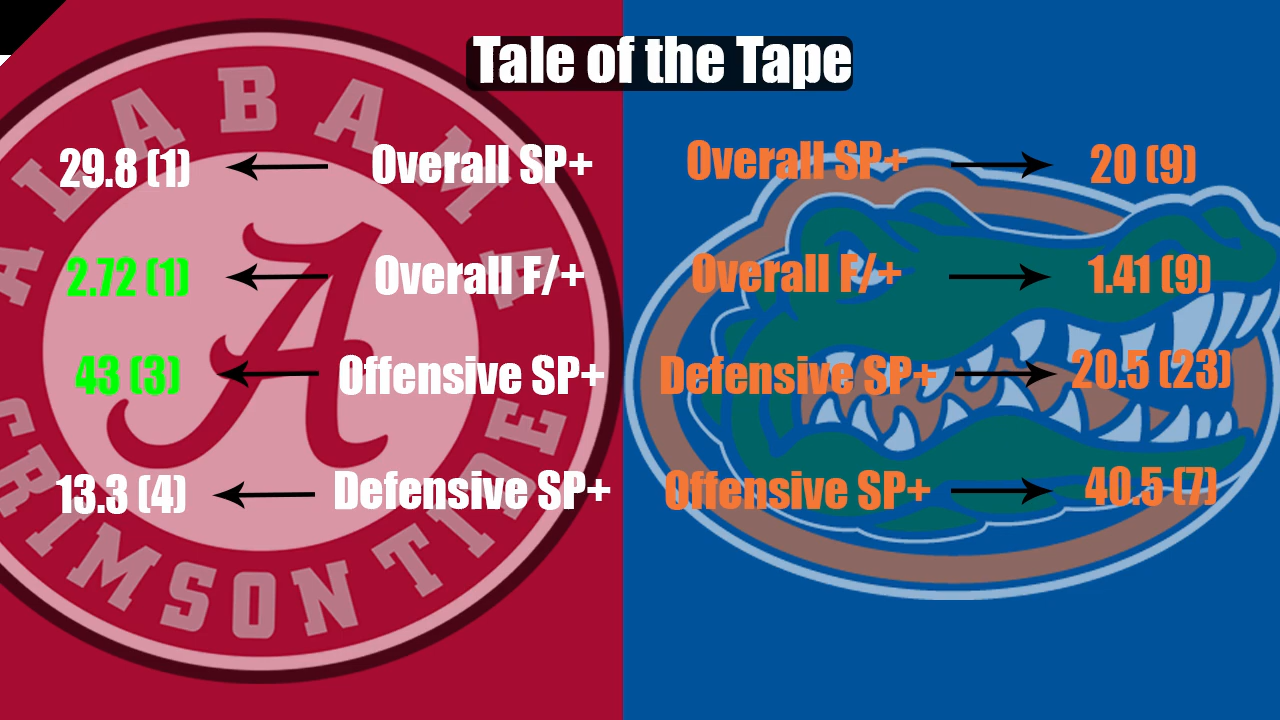 Tale of the Tape
ALABAMA
CRIMSON TIDE
A
29.8 (1) Overall SP+
2.72 (1) Overall F/+
43 (3) Offensive SP+
13.3 (4) Defensive SP+
Overall SP+ 20 (9)
Overall F/+ 1.41 (9)
Defensive SP+ 20.5 (23)
Offensive SP+ 40.5 (7)